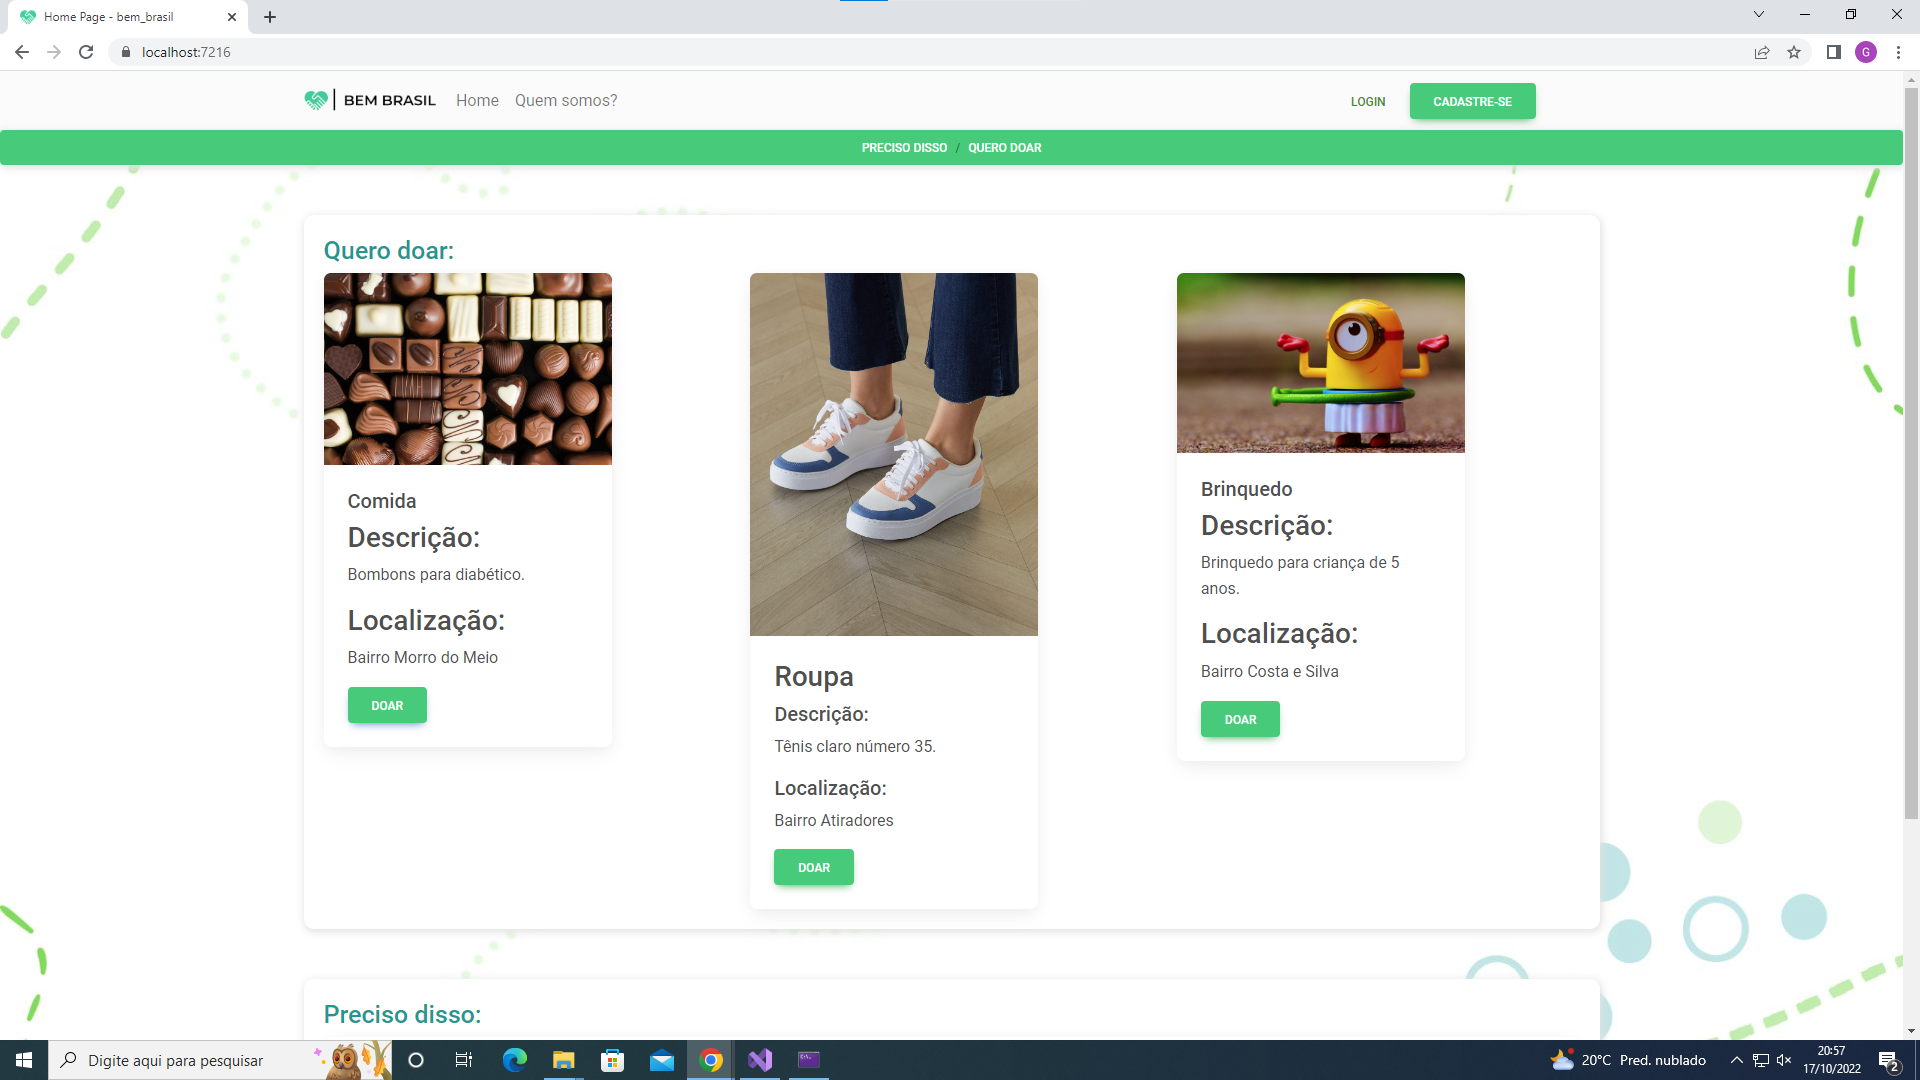 Home Page - bem_brasil
localhost:7216
BEM BRASIL
Home
Quem somos?
LOGIN
CADASTRE-SE
PRECISO DISSO / QUERO DOAR
Quero doar:
Comida
Descrição:
Bombons para diabético.
Localização:
Bairro Morro do Meio
DOAR
Roupa
Descrição:
Tênis claro número 35.
Localização:
Bairro Atiradores
DOAR
Brinquedo
Descrição:
Brinquedo para criança de 5
anos.
Localização:
Bairro Costa e Silva
DOAR
Preciso disso:
Digite aqui para pesquisar
20°C Pred. nublado
20:57
17/10/2022
2
G